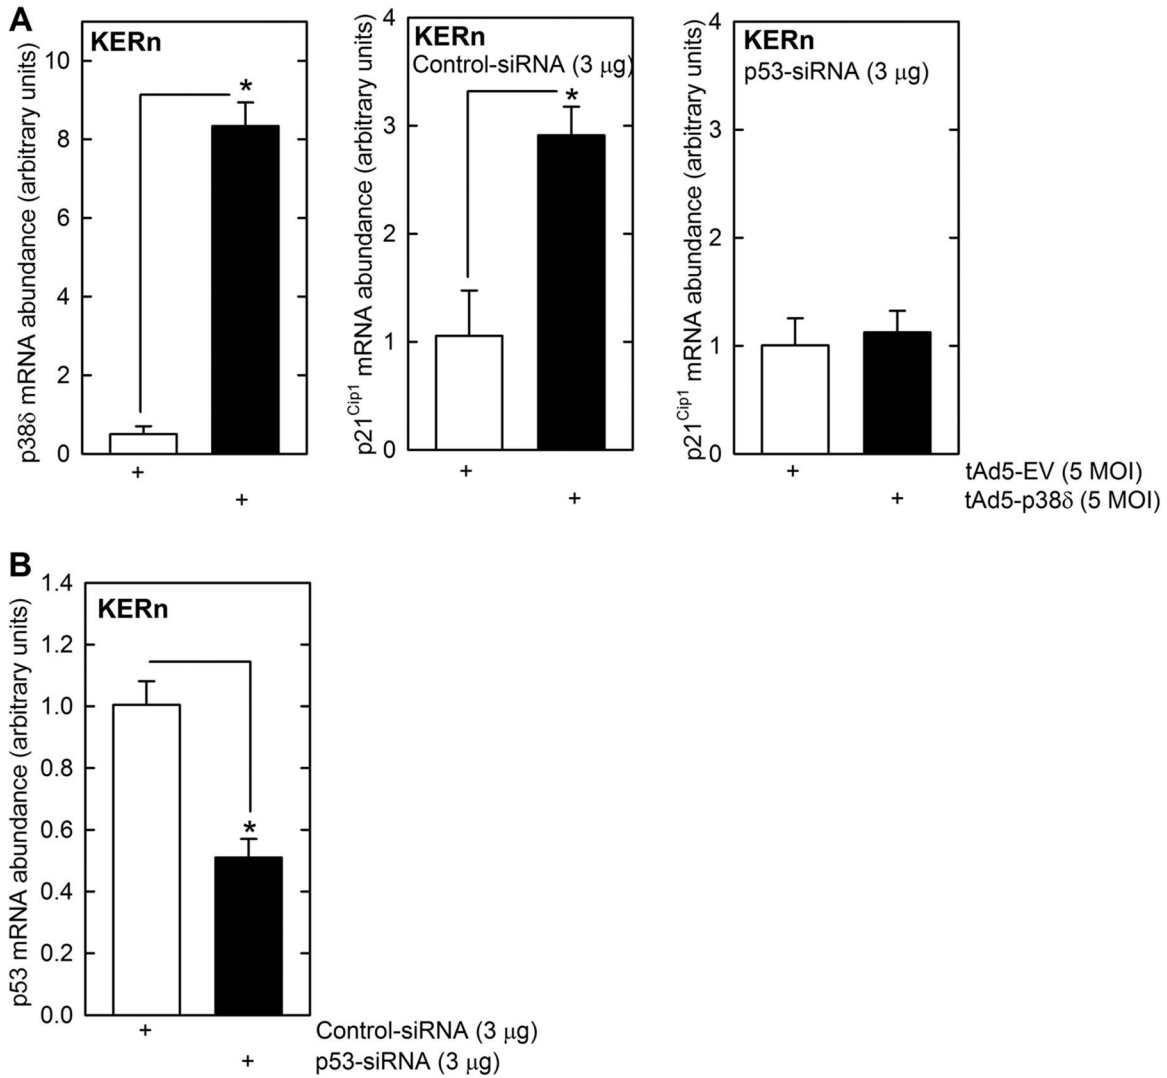 A
p38δ mRNA abundance (arbitrary units)
10
8
6
4
2
0
KERn
*
+
+
p21Cip1 mRNA abundance (arbitrary units)
4
3
2
1
0
KERn
Control-siRNA (3 μg)
*
+
+
p21Cip1 mRNA abundance (arbitrary units)
4
3
2
1
0
KERn
p53-siRNA (3 μg)
+
+
tAd5-EV (5 MOI)
tAd5-p38δ (5 MOI)
B
p53 mRNA abundance (arbitrary units)
1.4
1.2
1.0
0.8
0.6
0.4
0.2
0.0
KERn
*
+
Control-siRNA (3 μg)
+
p53-siRNA (3 μg)